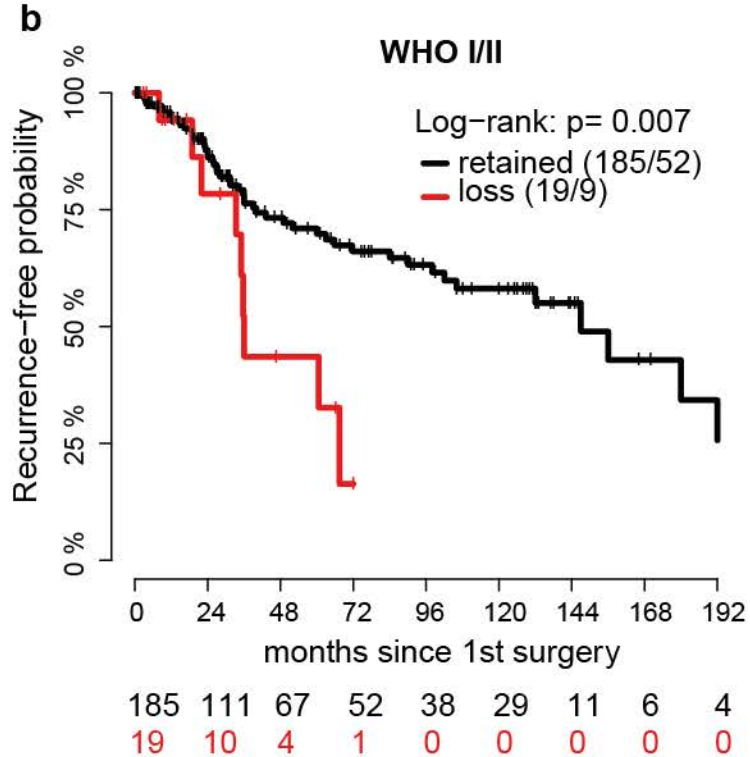 b
WHO I/II
Log-rank: p= 0.007
retained (185/52)
loss (19/9)
Recurrence-free probability
100 %
75 %
50 %
25 %
0 %
0 24 48 72 96 120 144 168 192
months since 1st surgery
185 111 67 52 38 29 11 6 4
19 10 4 1 0 0 0 0 0